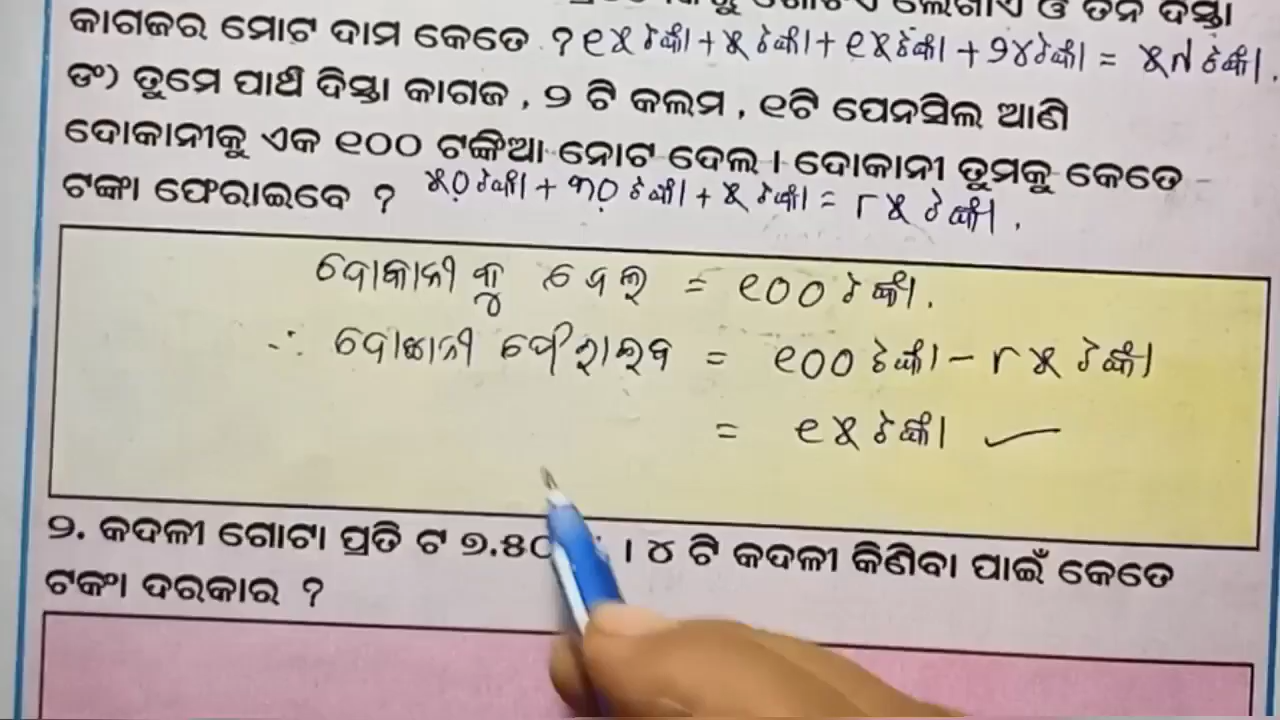 ଗୋଟିଏ ଲେଖାଏ ଓ ତିନି ଦିସ୍ତା
କାଗଜର ମୋଟ ଦାମ କେତେ ? ୧୫ ଟଙ୍କା + ୫ ଟଙ୍କା + ୧୫ ଟଙ୍କା + ୨୪ ଟଙ୍କା = ୫୯ ଟଙ୍କା.
ଙ) ତୁମେ ପାଞ୍ଚ ଦିସ୍ତା କାଗଜ , ୨ ଟି କଲମ , ୧ଟି ପେନସିଲ ଆଣି
ଦୋକାନୀକୁ ଏକ ୧୦୦ ଟଙ୍କିଆ ନୋଟ ଦେଲ । ଦୋକାନୀ ତୁମକୁ କେତେ
ଟଙ୍କା ଫେରାଇବେ ? ୫୦ ଟଙ୍କା + ୩୦ ଟଙ୍କା + ୫ ଟଙ୍କା = ୮୫ ଟଙ୍କା .
ଦୋକାନୀ କୁ ଦେଲୁ = ୧୦୦ ଟଙ୍କା.
∴ ଦୋକାନୀ ଫେରାଇବ = ୧୦୦ ଟଙ୍କା − ୮୫ ଟଙ୍କା
= ୧୫ ଟଙ୍କା ✓
୨. କଦଳୀ ଗୋଟା ପ୍ରତି ଟ ୭.୫୦ । ୪ ଟି କଦଳୀ କିଣିବା ପାଇଁ କେତେ
ଟଙ୍କା ଦରକାର ?